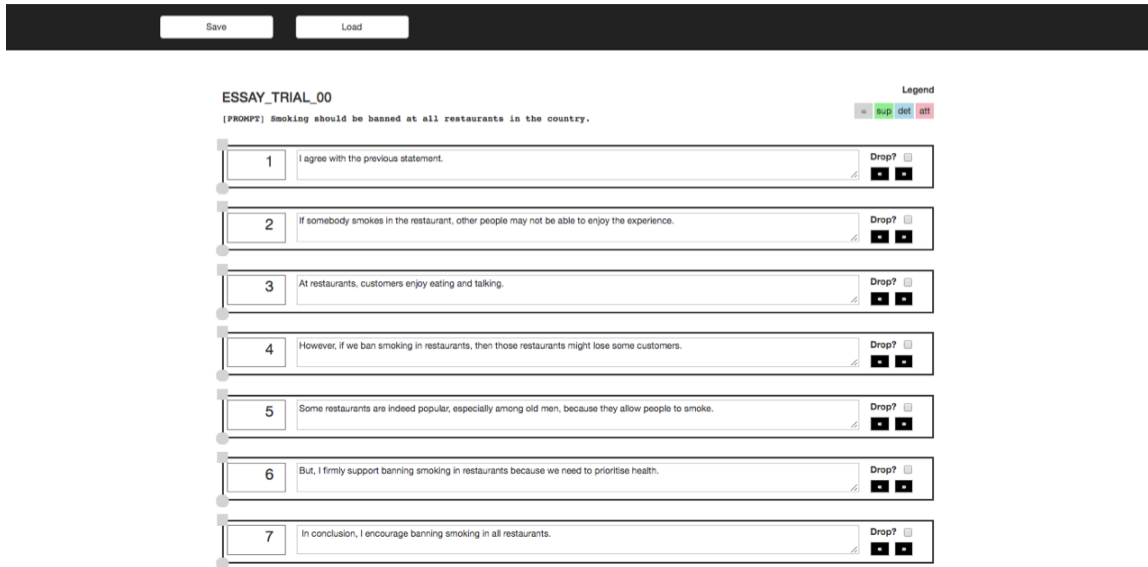 Save Load
ESSAY_TRIAL_00
Legend
[PROMPT] Smoking should be banned at all restaurants in the country.
= sup det att
1 I agree with the previous statement. Drop?
« »
2 If somebody smokes in the restaurant, other people may not be able to enjoy the experience. Drop?
« »
3 At restaurants, customers enjoy eating and talking. Drop?
« »
4 However, if we ban smoking in restaurants, then those restaurants might lose some customers. Drop?
« »
5 Some restaurants are indeed popular, especially among old men, because they allow people to smoke. Drop?
« »
6 But, I firmly support banning smoking in restaurants because we need to prioritise health. Drop?
« »
7 In conclusion, I encourage banning smoking in all restaurants. Drop?
« »